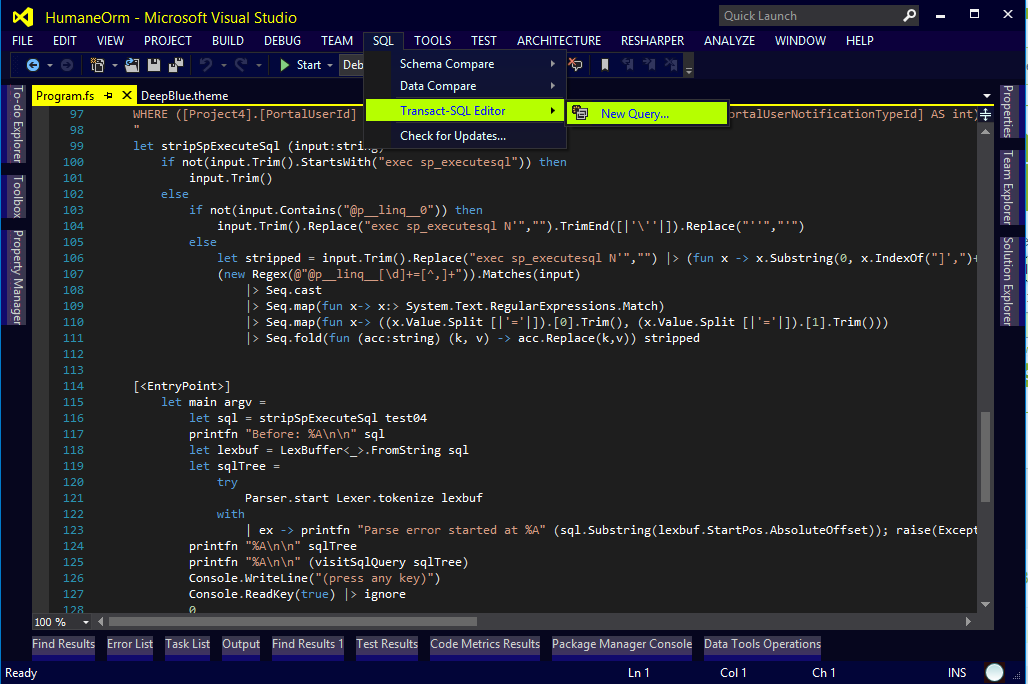 HumaneOrm - Microsoft Visual Studio
Quick Launch
FILE EDIT VIEW PROJECT BUILD DEBUG TEAM SQL TOOLS TEST ARCHITECTURE RESHARPER ANALYZE WINDOW HELP
Start Deb
Schema Compare
Data Compare
Transact-SQL Editor
New Query...
Check for Updates...
To-do Explorer
Toolbox
Property Manager
Program.fs
DeepBlue.theme
97 WHERE ([Project4].[PortalUserId] ortalUserNotificationTypeId] AS int)
98 "
99 let stripSpExecuteSql (input:string)
100 if not(input.Trim().StartsWith("exec sp_executesql")) then
101 input.Trim()
102 else
103 if not(input.Contains("@p__linq__0")) then
104 input.Trim().Replace("exec sp_executesql N'","").TrimEnd([|'\''|]).Replace("''","'")
105 else
106 let stripped = input.Trim().Replace("exec sp_executesql N'","") |> (fun x -> x.Substring(0, x.IndexOf("]',")+
107 (new Regex(@"@p__linq__[\d]+=[^,]+")).Matches(input)
108 |> Seq.cast
109 |> Seq.map(fun x-> x:> System.Text.RegularExpressions.Match)
110 |> Seq.map(fun x-> ((x.Value.Split [|'='|]).[0].Trim(), (x.Value.Split [|'='|]).[1].Trim()))
111 |> Seq.fold(fun (acc:string) (k, v) -> acc.Replace(k,v)) stripped
112
113
114 [<EntryPoint>]
115 let main argv =
116 let sql = stripSpExecuteSql test04
117 printfn "Before: %A\n\n" sql
118 let lexbuf = LexBuffer<_>.FromString sql
119 let sqlTree =
120 try
121 Parser.start Lexer.tokenize lexbuf
122 with
123 | ex -> printfn "Parse error started at %A" (sql.Substring(lexbuf.StartPos.AbsoluteOffset)); raise(Except
124 printfn "%A\n\n" sqlTree
125 printfn "%A\n\n" (visitSqlQuery sqlTree)
126 Console.WriteLine("(press any key)")
127 Console.ReadKey(true) |> ignore
128 0
Properties
Team Explorer
Solution Explorer
100 %
Find Results Error List Task List Output Find Results 1 Test Results Code Metrics Results Package Manager Console Data Tools Operations
Ready Ln 1 Col 1 Ch 1 INS